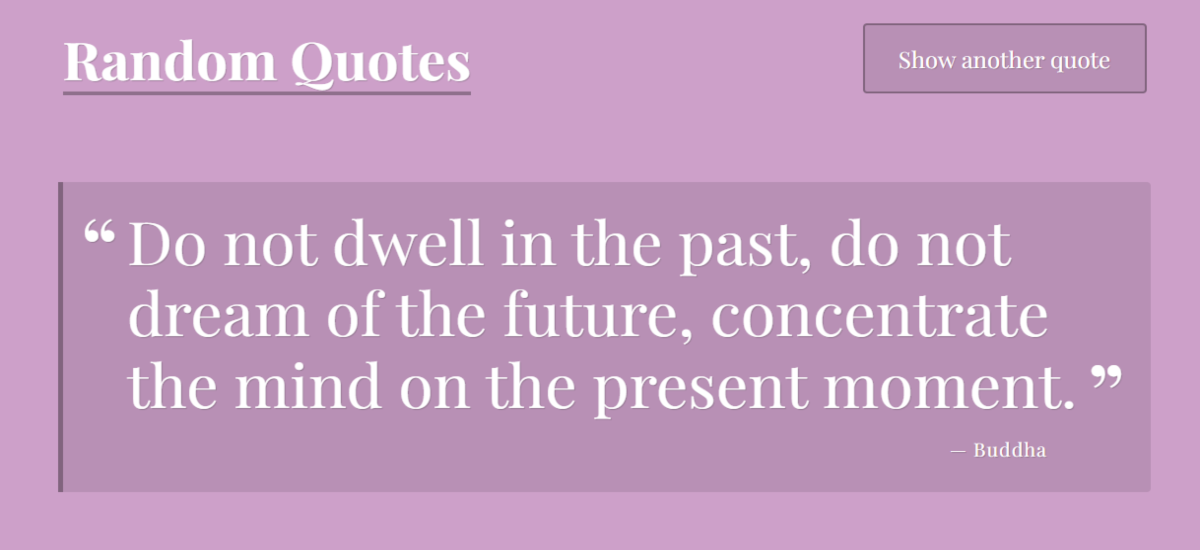 Random Quotes
Show another quote
“ Do not dwell in the past, do not
dream of the future, concentrate
the mind on the present moment. ”
— Buddha